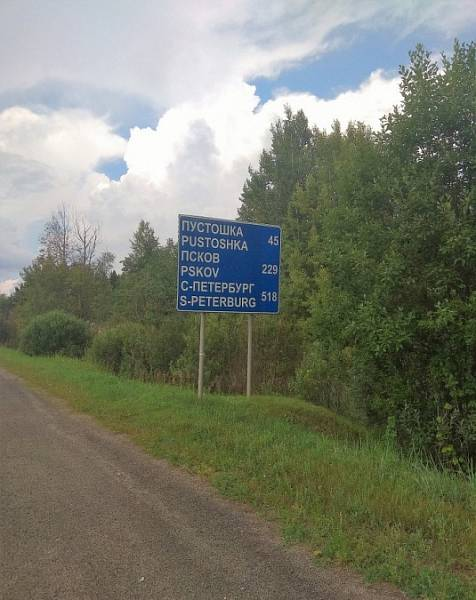 ПУСТОШКА
PUSTOSHKA 45
ПСКОВ
PSKOV 229
С-ПЕТЕРБУРГ
S-PETERBURG 518